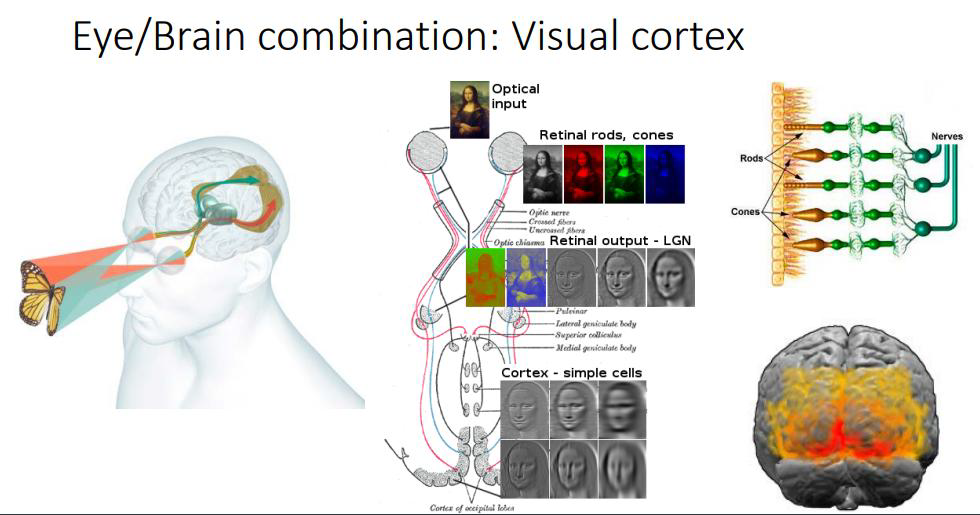 Eye/Brain combination: Visual cortex
Optical
input
Retinal rods, cones
Optic nerve
Crossed fibers
Uncrossed fibers
Optic chiasma
Retinal output - LGN
Pulvinar
Lateral geniculate body
Superior colliculus
Medial geniculate body
Cortex - simple cells
Cortex of occipital lobes
Nerves
Rods
Cones